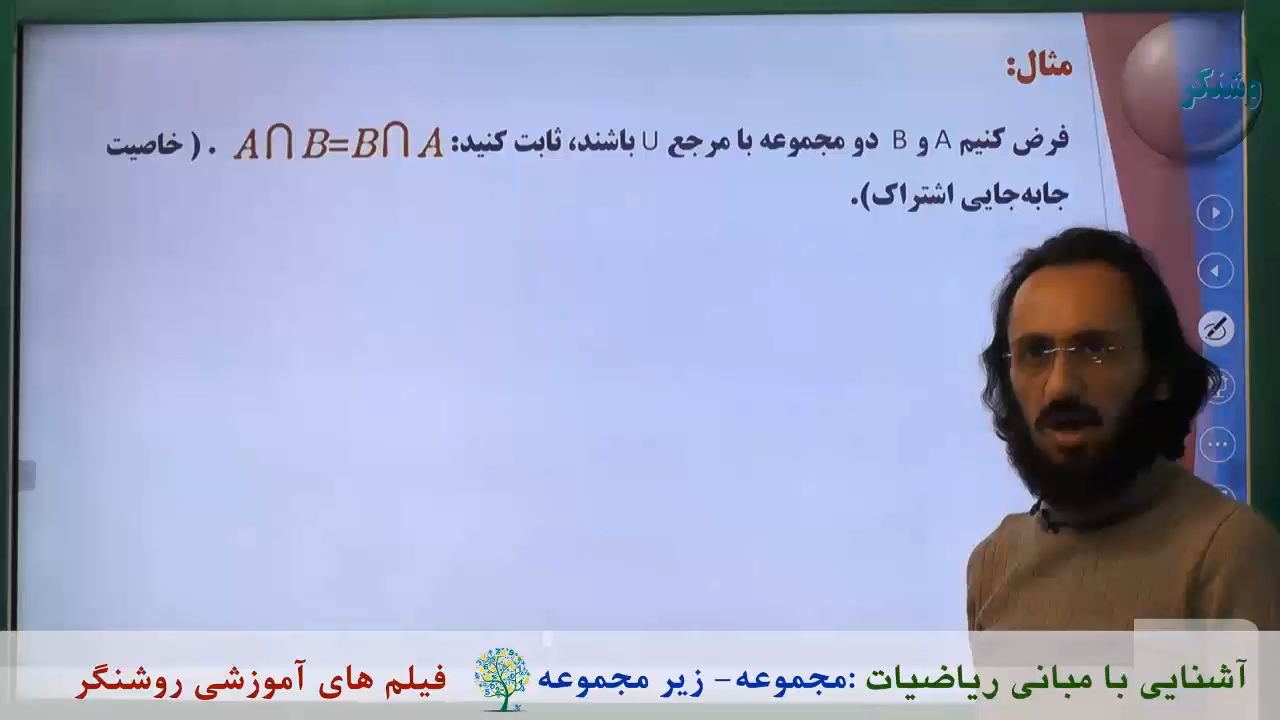 مثال:
فرض کنیم A و B دو مجموعه با مرجع U باشند، ثابت کنید: A∩B=B∩A . ( خاصیت
جابه‌جایی اشتراک).
وشنگر
آشنایی با مبانی ریاضیات :مجموعه- زیر مجموعه فیلم های آموزشی روشنگر